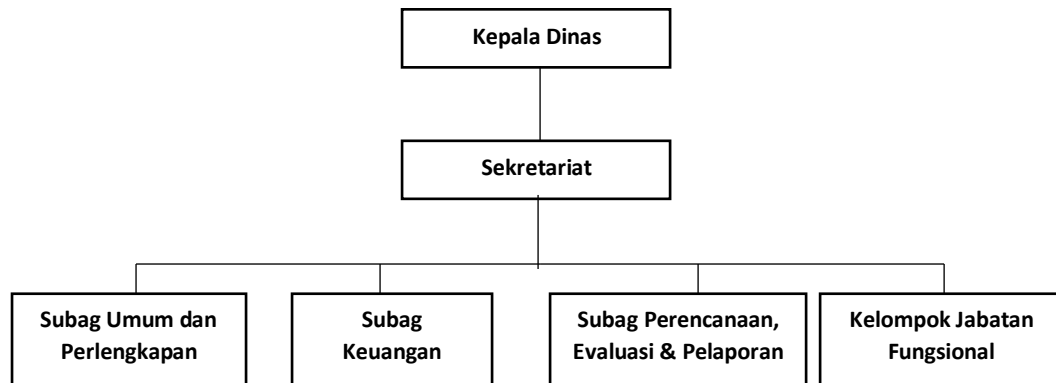 Kepala Dinas
Sekretariat
Subag Umum dan
Perlengkapan
Subag
Keuangan
Subag Perencanaan,
Evaluasi & Pelaporan
Kelompok Jabatan
Fungsional